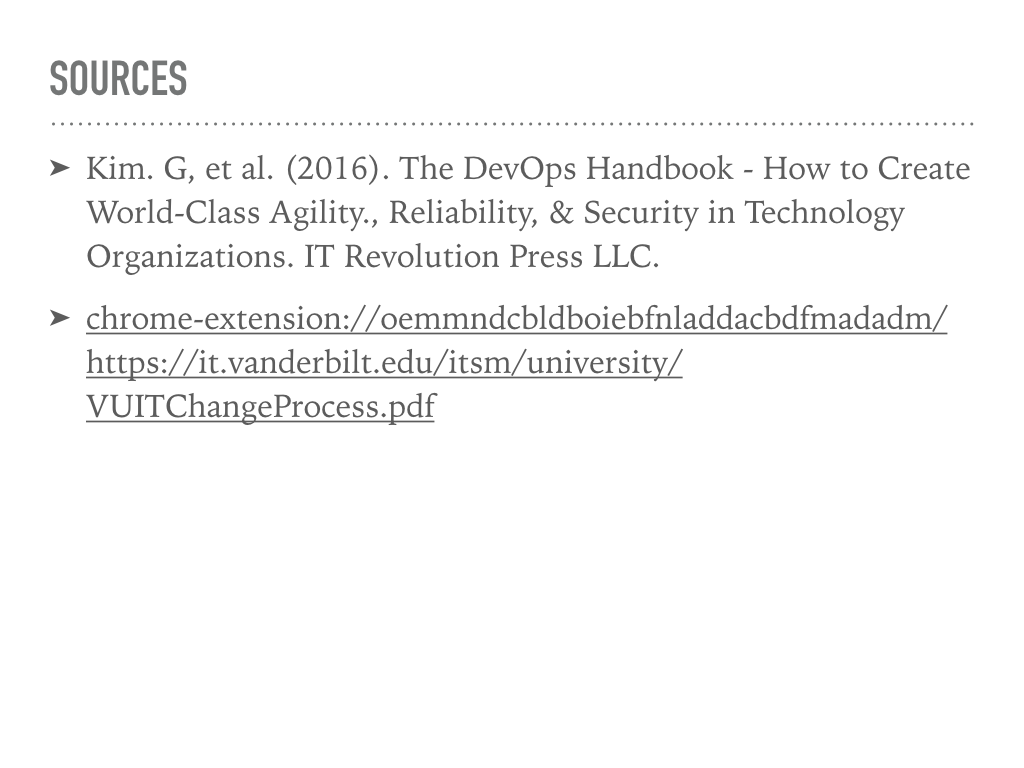 SOURCES
➤ Kim. G, et al. (2016). The DevOps Handbook - How to Create
World-Class Agility., Reliability, & Security in Technology
Organizations. IT Revolution Press LLC.
➤ chrome-extension://oemmndcbldboiebfnladdacbdfmadadm/
https://it.vanderbilt.edu/itsm/university/
VUITChangeProcess.pdf